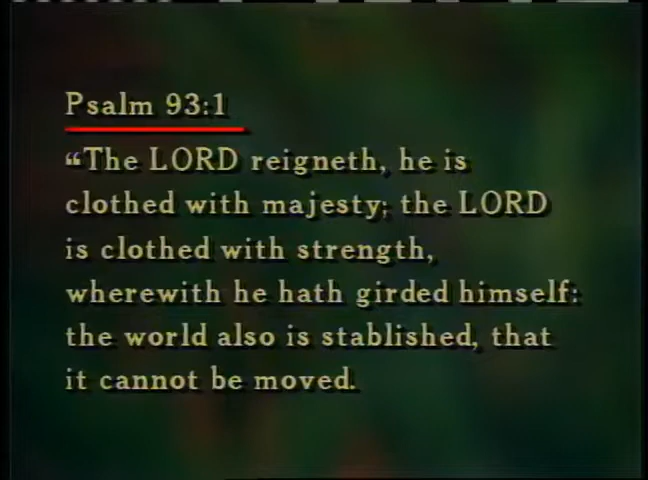 Psalm 93:1
“The LORD reigneth, he is
clothed with majesty; the LORD
is clothed with strength,
wherewith he hath girded himself:
the world also is stablished, that
it cannot be moved.